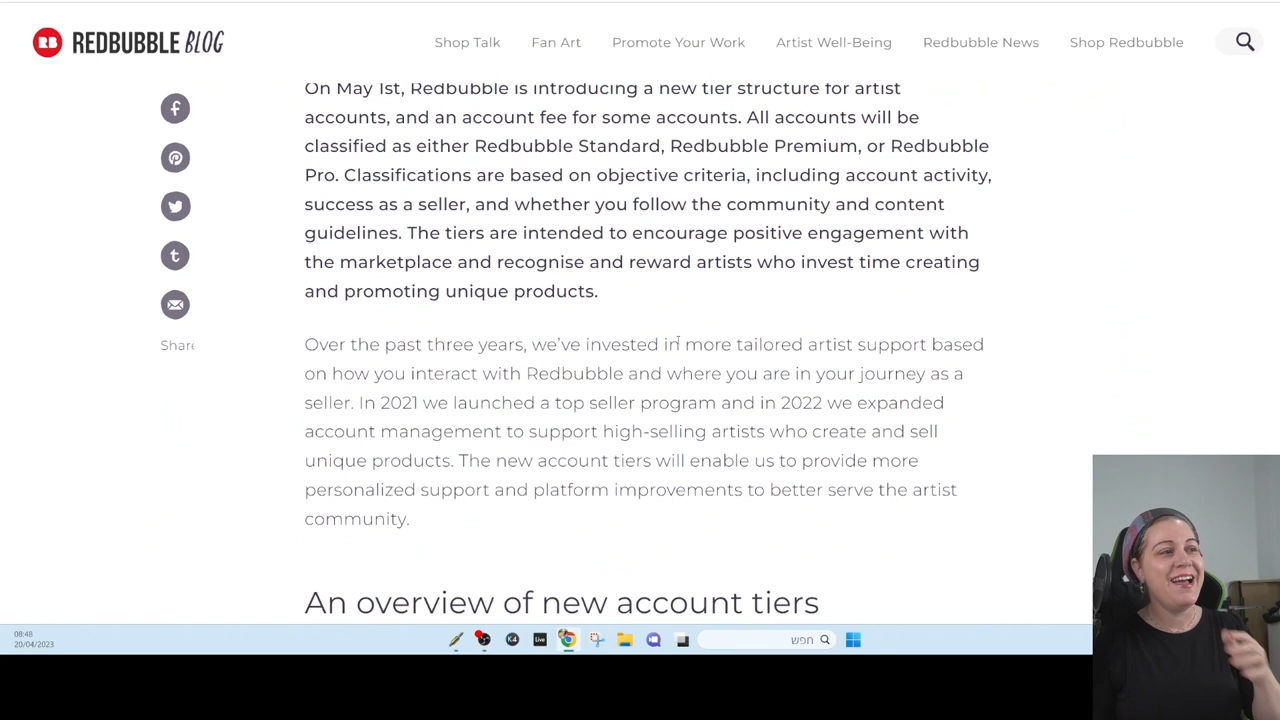 RB REDBUBBLE BLOG
Shop Talk Fan Art Promote Your Work Artist Well-Being Redbubble News Shop Redbubble
On May 1st, Redbubble is introducing a new tier structure for artist
accounts, and an account fee for some accounts. All accounts will be
classified as either Redbubble Standard, Redbubble Premium, or Redbubble
Pro. Classifications are based on objective criteria, including account activity,
success as a seller, and whether you follow the community and content
guidelines. The tiers are intended to encourage positive engagement with
the marketplace and recognise and reward artists who invest time creating
and promoting unique products.
Share
Over the past three years, we've invested in more tailored artist support based
on how you interact with Redbubble and where you are in your journey as a
seller. In 2021 we launched a top seller program and in 2022 we expanded
account management to support high-selling artists who create and sell
unique products. The new account tiers will enable us to provide more
personalized support and platform improvements to better serve the artist
community.
An overview of new account tiers
08:48
20/04/2023
K4
Live
חפש